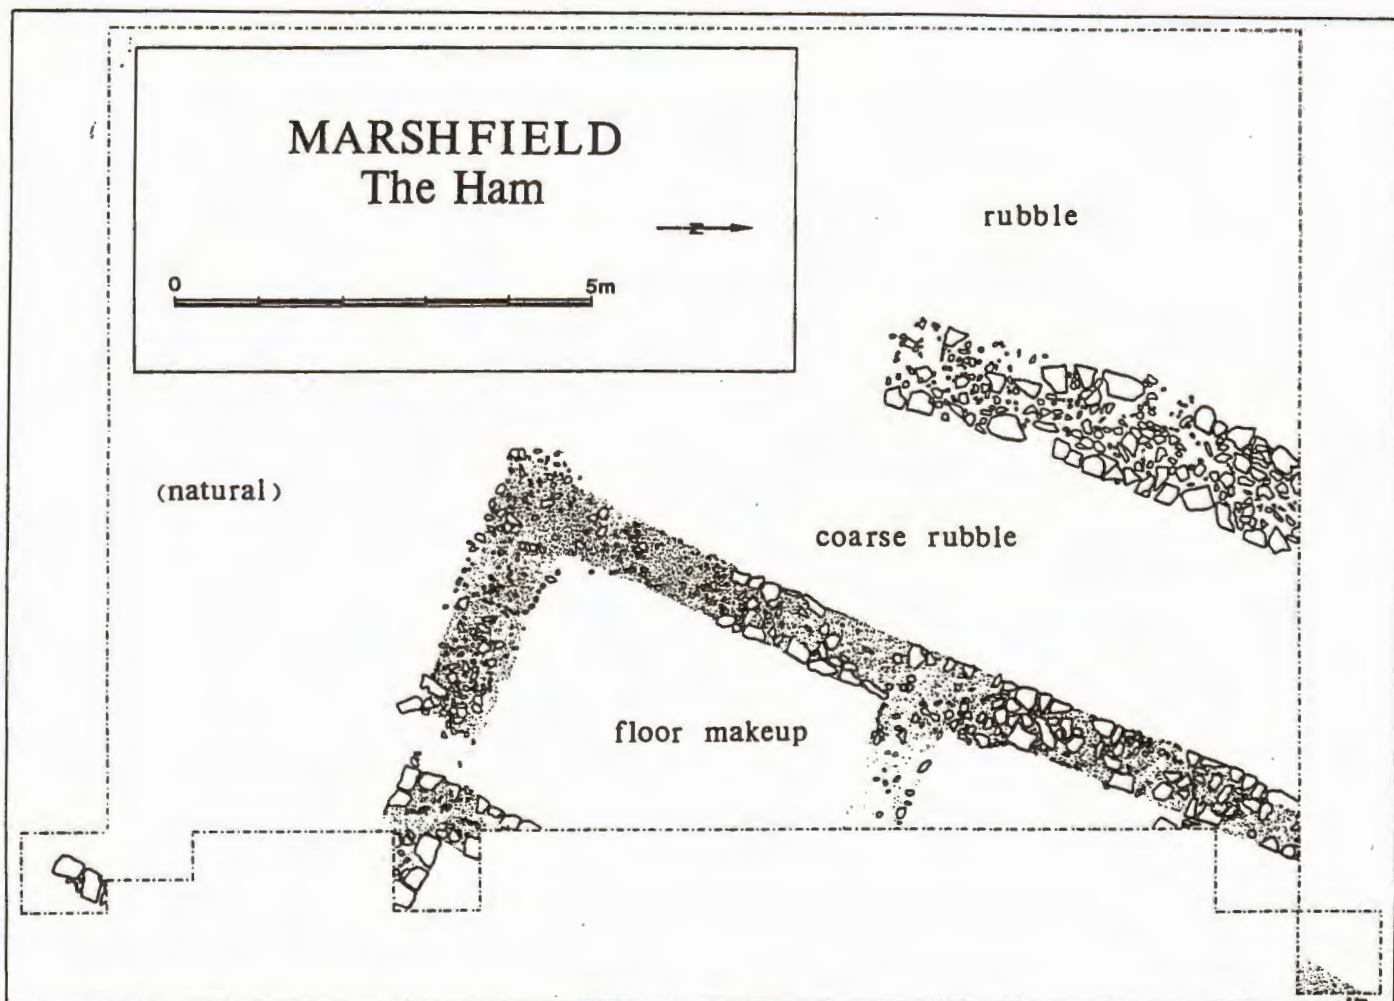 MARSHFIELD
The Ham
N
0 5m
rubble
(natural)
coarse rubble
floor makeup